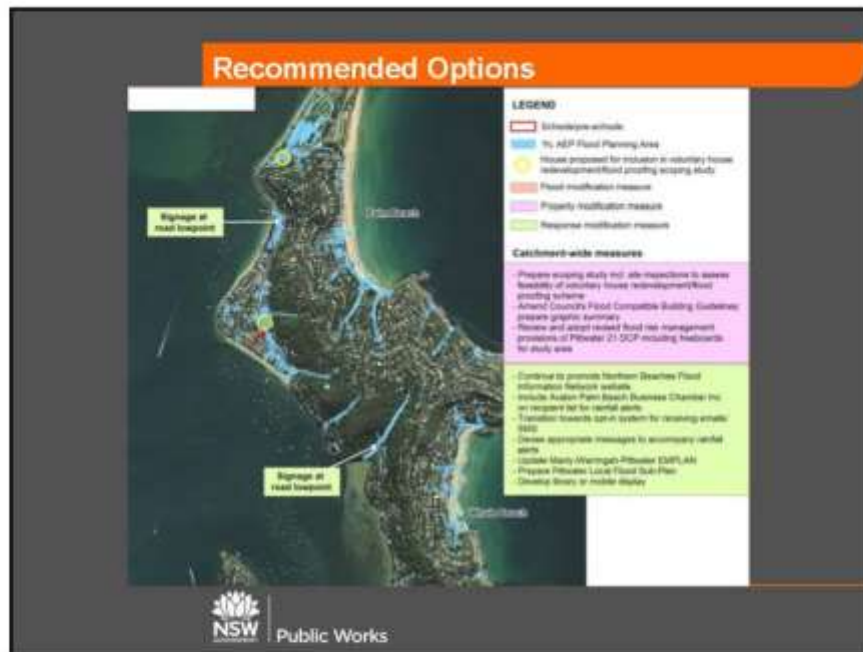 Recommended Options
LEGEND
Schools/pre-schools
1% AEP Flood Planning Area
House proposed for inclusion in voluntary house
redevelopment/flood proofing scoping study
Flood modification measure
Property modification measure
Response modification measure
Signage at
road lowpoint
Palm Beach
Catchment-wide measures
- Prepare scoping study incl. site inspections to assess
feasibility of voluntary house redevelopment/flood
proofing scheme
- Amend Council's Flood Compatible Building Guidelines;
prepare graphic summary
- Review and adopt revised flood risk management
provisions of Pittwater 21 DCP including freeboards
for study area
- Continue to promote Northern Beaches Flood
Information Network website
- Include Avalon Palm Beach Business Chamber Inc
on recipient list for rainfall alerts
- Transition towards opt-in system for receiving emails/
SMS
- Devise appropriate messages to accompany rainfall
alerts
- Update Manly-Warringah-Pittwater EMPLAN
- Prepare Pittwater Local Flood Sub Plan
- Develop library or mobile display
Signage at
road lowpoint
Whale Beach
NSW
GOVERNMENT
Public Works